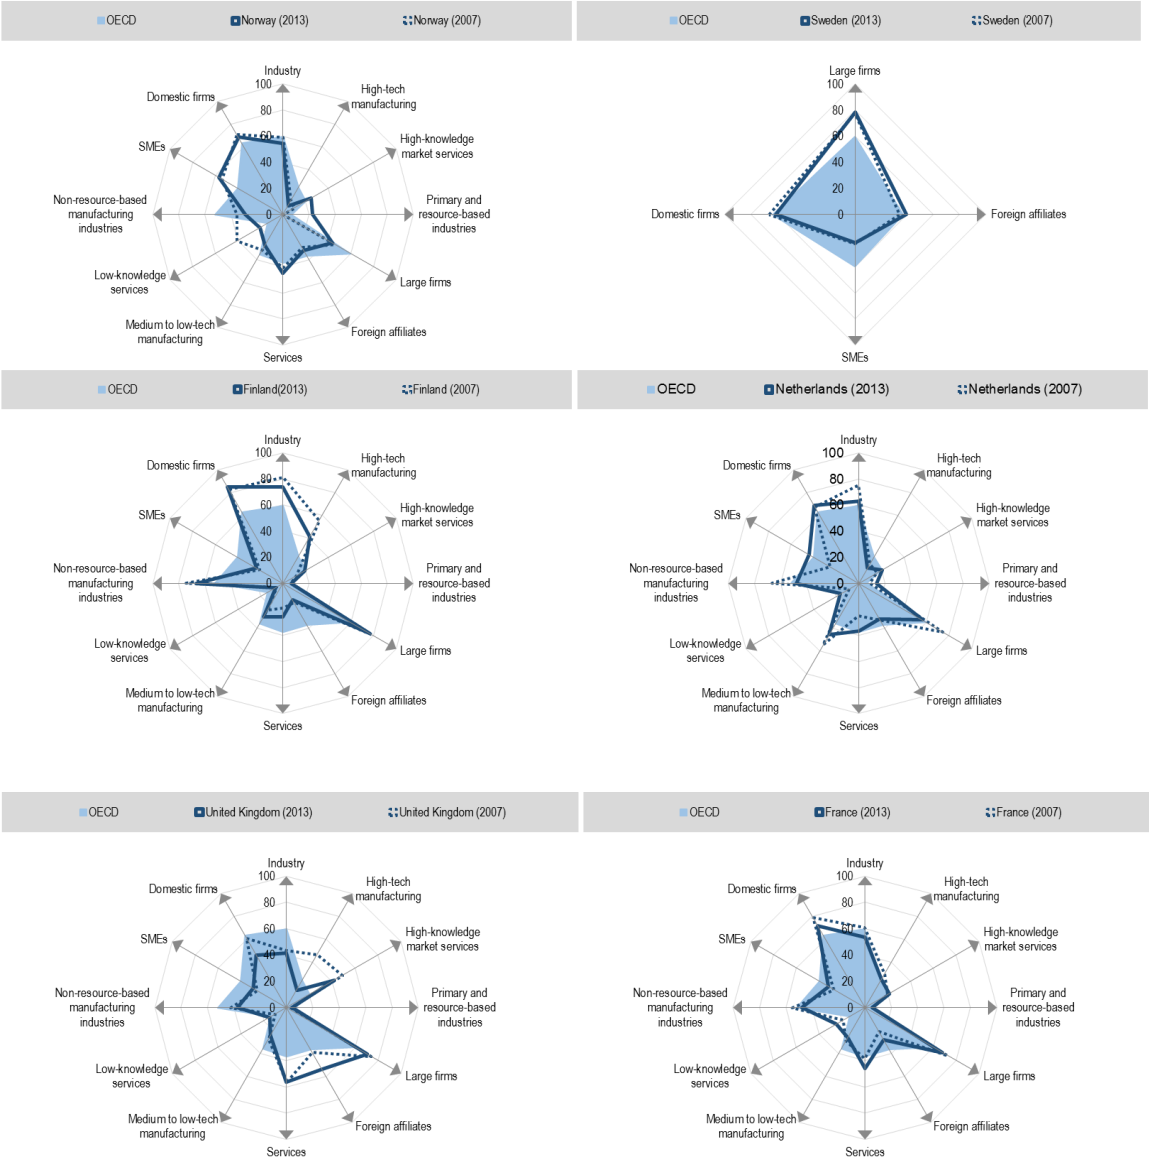 OECD Norway (2013) Norway (2007)
Industry
100
80
60
40
20
0
High-tech
manufacturing
High-knowledge
market services
Primary and
resource-based
industries
Large firms
Foreign affiliates
Services
Medium to low-tech
manufacturing
Low-knowledge
services
Non-resource-based
manufacturing
industries
SMEs
Domestic firms
OECD Sweden (2013) Sweden (2007)
Large firms
100
80
60
40
20
0
Foreign affiliates
SMEs
Domestic firms
OECD Finland(2013) Finland (2007)
Industry
100
80
60
40
20
0
High-tech
manufacturing
High-knowledge
market services
Primary and
resource-based
industries
Large firms
Foreign affiliates
Services
Medium to low-tech
manufacturing
Low-knowledge
services
Non-resource-based
manufacturing
industries
SMEs
Domestic firms
OECD Netherlands (2013) Netherlands (2007)
Industry
100
80
60
40
20
0
High-tech
manufacturing
High-knowledge
market services
Primary and
resource-based
industries
Large firms
Foreign affiliates
Services
Medium to low-tech
manufacturing
Low-knowledge
services
Non-resource-based
manufacturing
industries
SMEs
Domestic firms
OECD United Kingdom (2013) United Kingdom (2007)
Industry
100
80
60
40
20
0
High-tech
manufacturing
High-knowledge
market services
Primary and
resource-based
industries
Large firms
Foreign affiliates
Services
Medium to low-tech
manufacturing
Low-knowledge
services
Non-resource-based
manufacturing
industries
SMEs
Domestic firms
OECD France (2013) France (2007)
Industry
100
80
60
40
20
0
High-tech
manufacturing
High-knowledge
market services
Primary and
resource-based
industries
Large firms
Foreign affiliates
Services
Medium to low-tech
manufacturing
Low-knowledge
services
Non-resource-based
manufacturing
industries
SMEs
Domestic firms